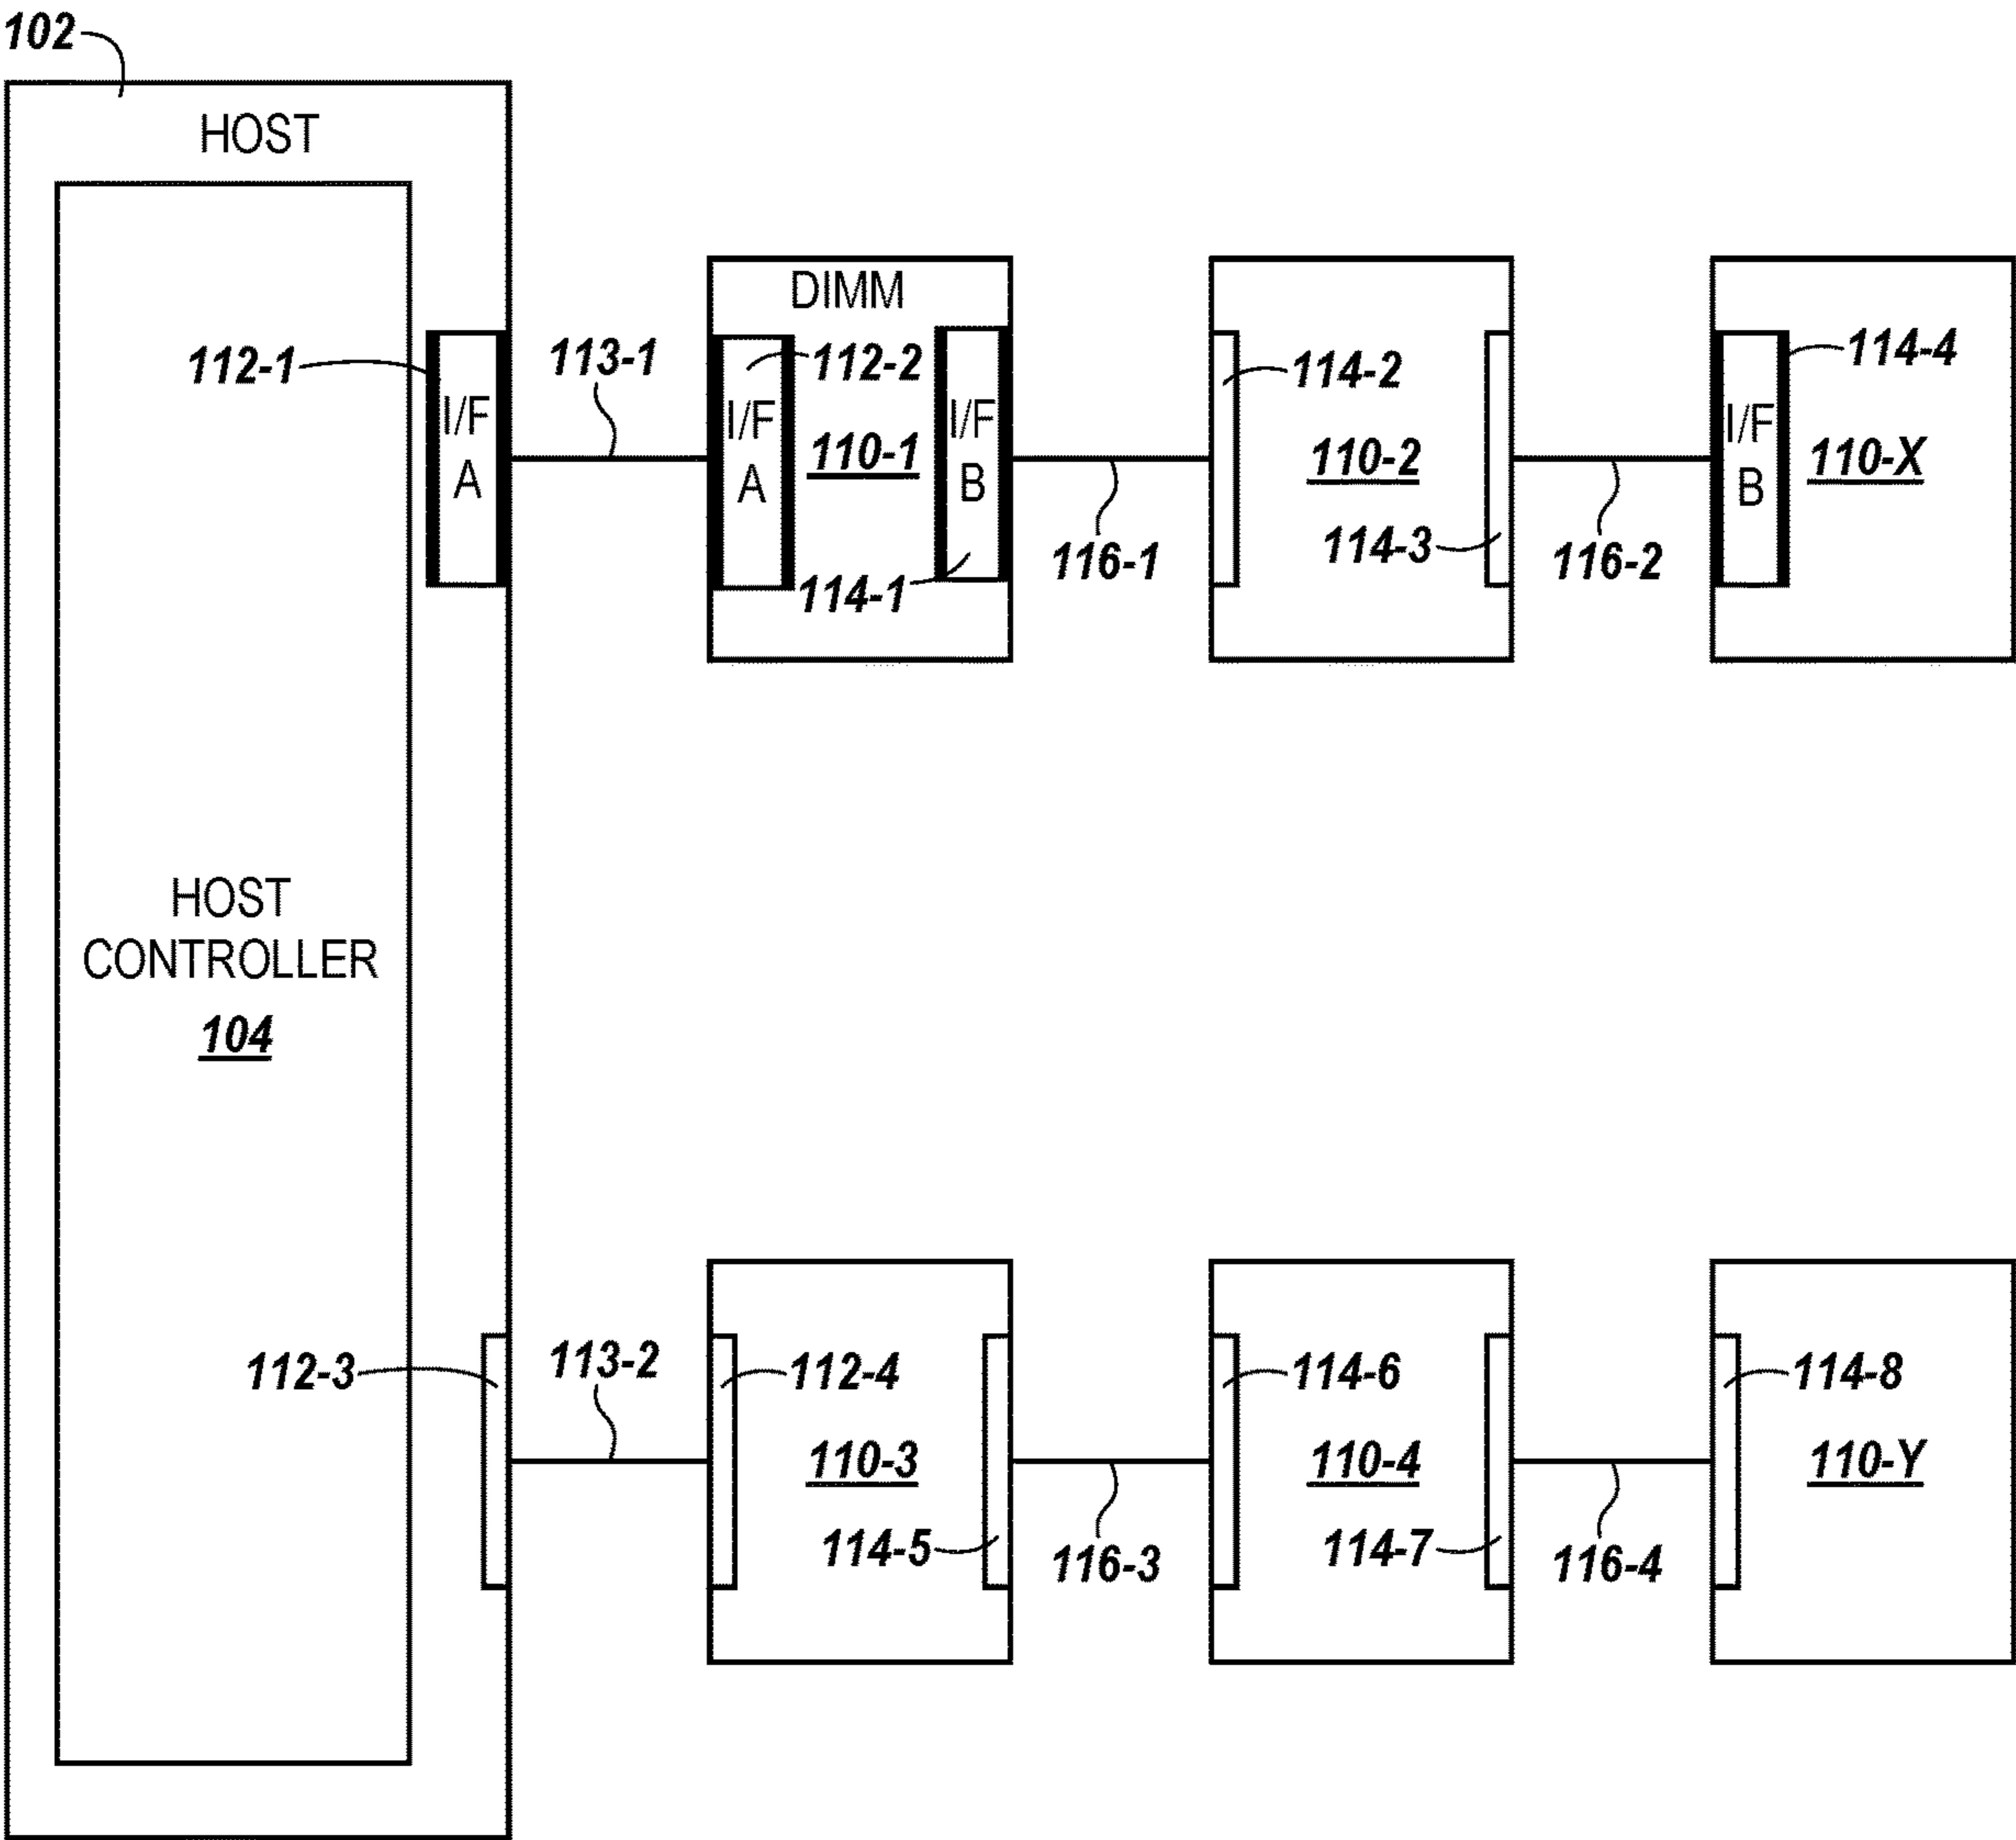 102
HOST
HOST
CONTROLLER
104
112-1
I/F
A
113-1
DIMM
112-2
I/F
A
110-1
I/F
B
114-1
116-1
114-2
110-2
114-3
116-2
114-4
I/F
B
110-X
112-3
113-2
112-4
110-3
114-5
116-3
114-6
110-4
114-7
116-4
114-8
110-Y